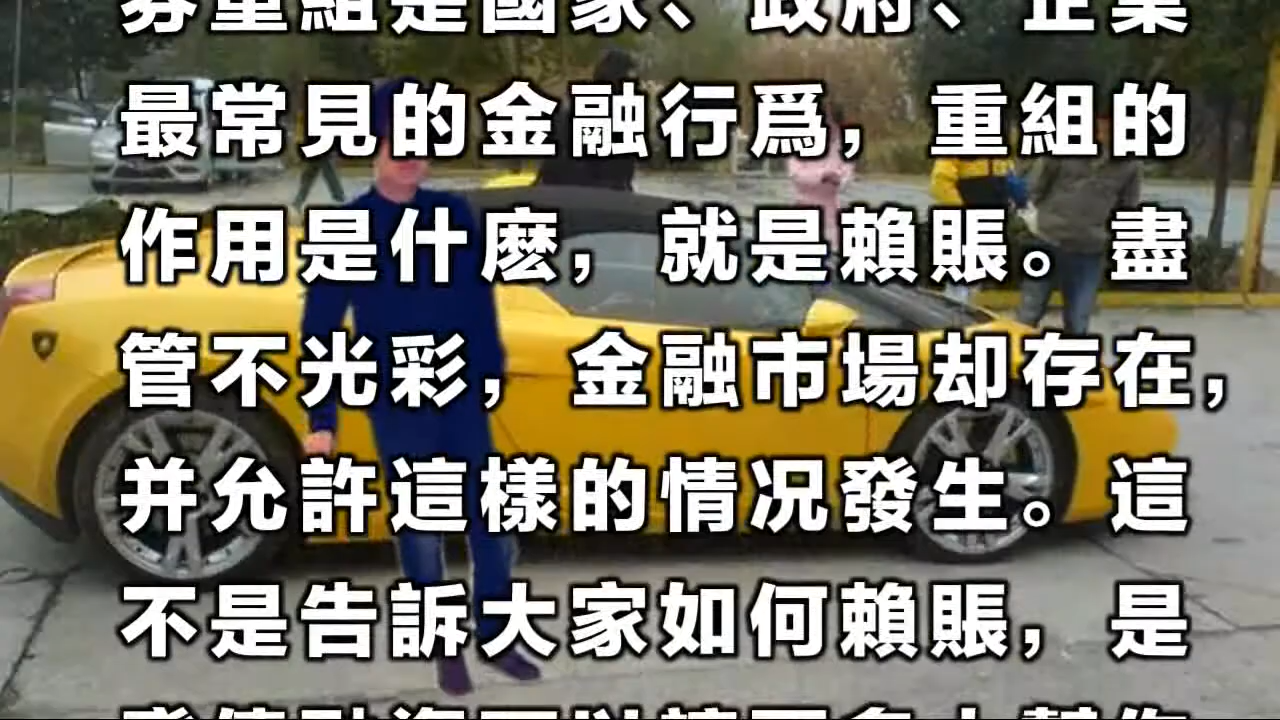 重組是國家、政府、企業
最常見的金融行爲，重組的
作用是什麽，就是賴賬。盡
管不光彩，金融市場却存在，
并允許這樣的情况發生。這
不是告訴大家如何賴賬，是